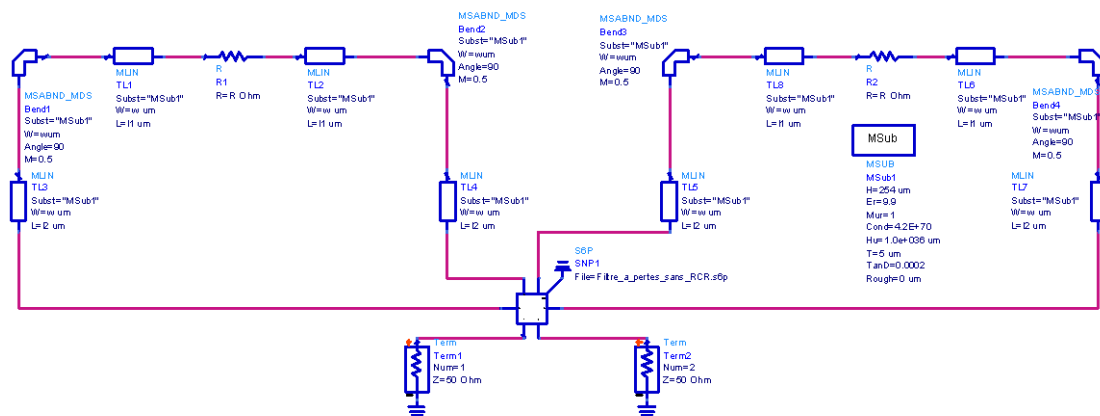 MSABND_MDS
Bend2
Subst="MSub1"
W=wum
Angle=90
M=0.5
MSABND_MDS
Bend3
Subst="MSub1"
W=wum
Angle=90
M=0.5
MLIN
TL1
Subst="MSub1"
W=w um
L=l1 um
R
R1
R=R Ohm
MLIN
TL2
Subst="MSub1"
W=w um
L=l1 um
MLIN
TL8
Subst="MSub1"
W=w um
L=l1 um
R
R2
R=R Ohm
MLIN
TL6
Subst="MSub1"
W=w um
L=l1 um
MSABND_MDS
Bend1
Subst="MSub1"
W=wum
Angle=90
M=0.5
MSABND_MDS
Bend4
Subst="MSub1"
W=wum
Angle=90
M=0.5
MSub
MSUB
MSub1
H=254 um
Er=9.9
Mur=1
Cond=4.2E+70
Hu=1.0e+036 um
T=5 um
TanD=0.0002
Rough=0 um
MLIN
TL3
Subst="MSub1"
W=w um
L=l2 um
MLIN
TL4
Subst="MSub1"
W=w um
L=l2 um
MLIN
TL5
Subst="MSub1"
W=w um
L=l2 um
MLIN
TL7
Subst="MSub1"
W=w um
L=l2 um
S6P
SNP1
File=Filtre_a_pertes_sans_RCR.s6p
Term
Term1
Num=1
Z=50 Ohm
Term
Term2
Num=2
Z=50 Ohm